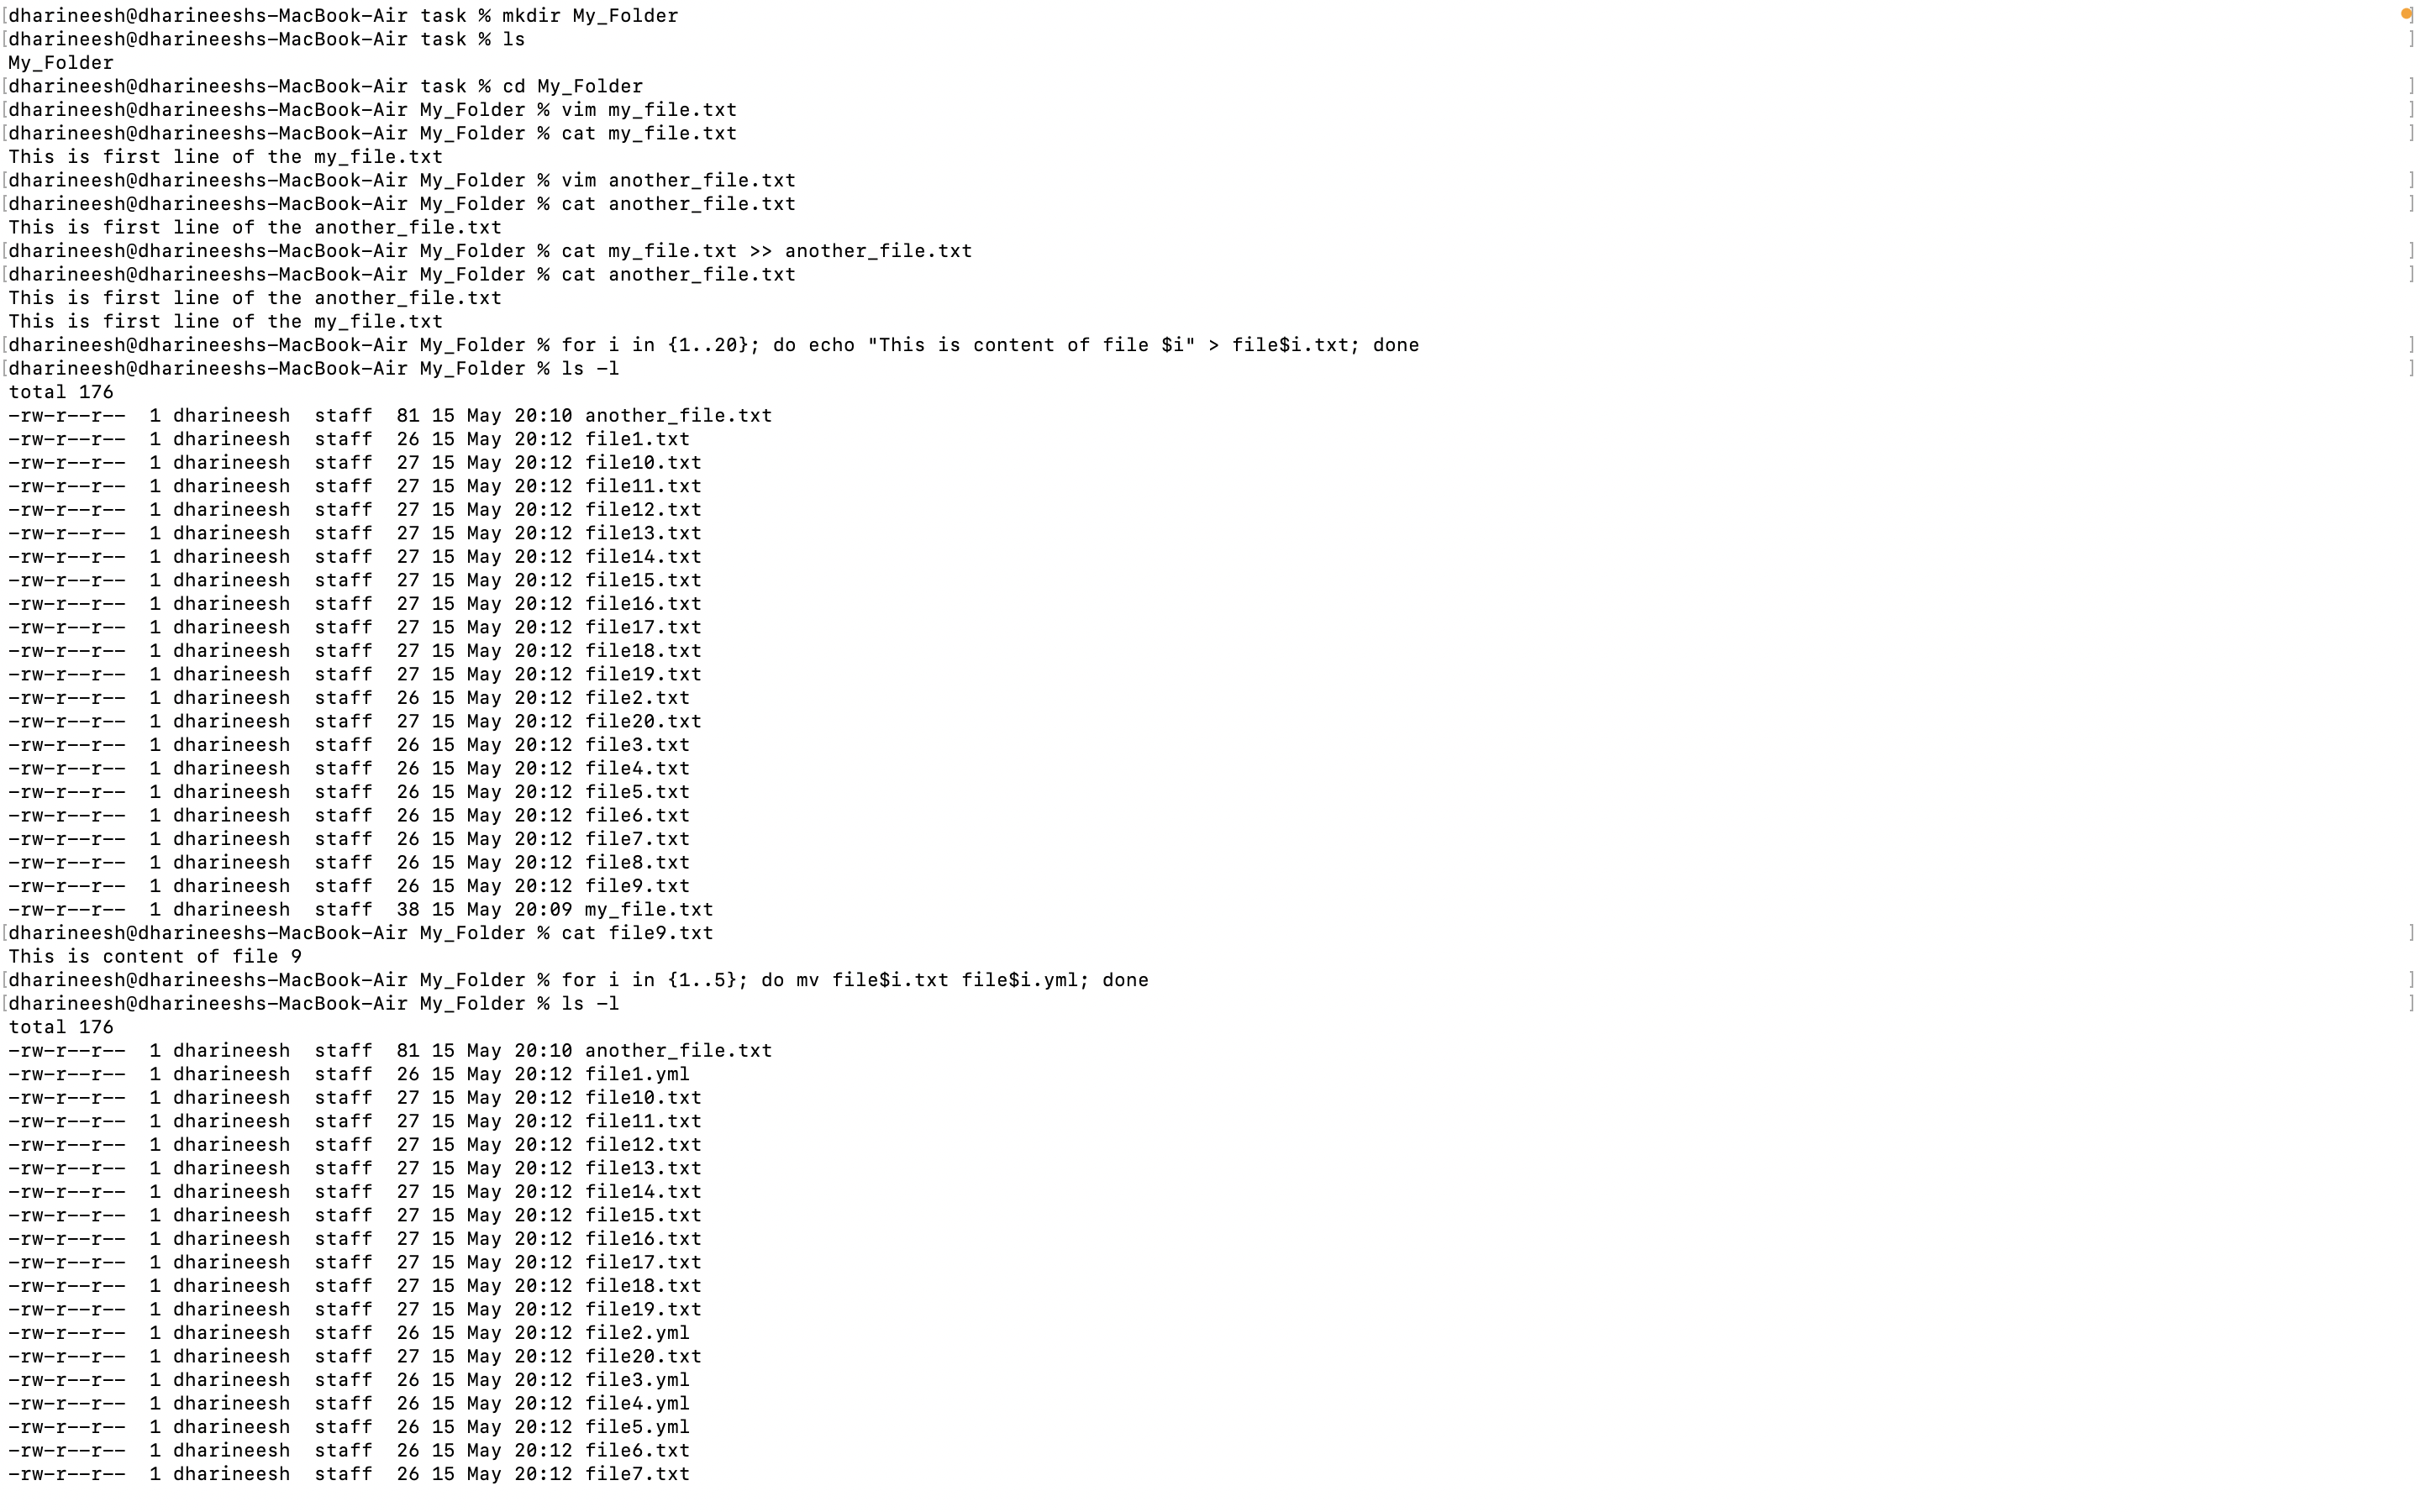 [dharineesh@dharineeshs-MacBook-Air task % mkdir My_Folder ]
[dharineesh@dharineeshs-MacBook-Air task % ls ]
My_Folder
[dharineesh@dharineeshs-MacBook-Air task % cd My_Folder ]
[dharineesh@dharineeshs-MacBook-Air My_Folder % vim my_file.txt ]
[dharineesh@dharineeshs-MacBook-Air My_Folder % cat my_file.txt ]
This is first line of the my_file.txt
[dharineesh@dharineeshs-MacBook-Air My_Folder % vim another_file.txt ]
[dharineesh@dharineeshs-MacBook-Air My_Folder % cat another_file.txt ]
This is first line of the another_file.txt
[dharineesh@dharineeshs-MacBook-Air My_Folder % cat my_file.txt >> another_file.txt ]
[dharineesh@dharineeshs-MacBook-Air My_Folder % cat another_file.txt ]
This is first line of the another_file.txt
This is first line of the my_file.txt
[dharineesh@dharineeshs-MacBook-Air My_Folder % for i in {1..20}; do echo "This is content of file $i" > file$i.txt; done ]
[dharineesh@dharineeshs-MacBook-Air My_Folder % ls -l ]
total 176
-rw-r--r--  1 dharineesh  staff  81 15 May 20:10 another_file.txt
-rw-r--r--  1 dharineesh  staff  26 15 May 20:12 file1.txt
-rw-r--r--  1 dharineesh  staff  27 15 May 20:12 file10.txt
-rw-r--r--  1 dharineesh  staff  27 15 May 20:12 file11.txt
-rw-r--r--  1 dharineesh  staff  27 15 May 20:12 file12.txt
-rw-r--r--  1 dharineesh  staff  27 15 May 20:12 file13.txt
-rw-r--r--  1 dharineesh  staff  27 15 May 20:12 file14.txt
-rw-r--r--  1 dharineesh  staff  27 15 May 20:12 file15.txt
-rw-r--r--  1 dharineesh  staff  27 15 May 20:12 file16.txt
-rw-r--r--  1 dharineesh  staff  27 15 May 20:12 file17.txt
-rw-r--r--  1 dharineesh  staff  27 15 May 20:12 file18.txt
-rw-r--r--  1 dharineesh  staff  27 15 May 20:12 file19.txt
-rw-r--r--  1 dharineesh  staff  26 15 May 20:12 file2.txt
-rw-r--r--  1 dharineesh  staff  27 15 May 20:12 file20.txt
-rw-r--r--  1 dharineesh  staff  26 15 May 20:12 file3.txt
-rw-r--r--  1 dharineesh  staff  26 15 May 20:12 file4.txt
-rw-r--r--  1 dharineesh  staff  26 15 May 20:12 file5.txt
-rw-r--r--  1 dharineesh  staff  26 15 May 20:12 file6.txt
-rw-r--r--  1 dharineesh  staff  26 15 May 20:12 file7.txt
-rw-r--r--  1 dharineesh  staff  26 15 May 20:12 file8.txt
-rw-r--r--  1 dharineesh  staff  26 15 May 20:12 file9.txt
-rw-r--r--  1 dharineesh  staff  38 15 May 20:09 my_file.txt
[dharineesh@dharineeshs-MacBook-Air My_Folder % cat file9.txt ]
This is content of file 9
[dharineesh@dharineeshs-MacBook-Air My_Folder % for i in {1..5}; do mv file$i.txt file$i.yml; done ]
[dharineesh@dharineeshs-MacBook-Air My_Folder % ls -l ]
total 176
-rw-r--r--  1 dharineesh  staff  81 15 May 20:10 another_file.txt
-rw-r--r--  1 dharineesh  staff  26 15 May 20:12 file1.yml
-rw-r--r--  1 dharineesh  staff  27 15 May 20:12 file10.txt
-rw-r--r--  1 dharineesh  staff  27 15 May 20:12 file11.txt
-rw-r--r--  1 dharineesh  staff  27 15 May 20:12 file12.txt
-rw-r--r--  1 dharineesh  staff  27 15 May 20:12 file13.txt
-rw-r--r--  1 dharineesh  staff  27 15 May 20:12 file14.txt
-rw-r--r--  1 dharineesh  staff  27 15 May 20:12 file15.txt
-rw-r--r--  1 dharineesh  staff  27 15 May 20:12 file16.txt
-rw-r--r--  1 dharineesh  staff  27 15 May 20:12 file17.txt
-rw-r--r--  1 dharineesh  staff  27 15 May 20:12 file18.txt
-rw-r--r--  1 dharineesh  staff  27 15 May 20:12 file19.txt
-rw-r--r--  1 dharineesh  staff  26 15 May 20:12 file2.yml
-rw-r--r--  1 dharineesh  staff  27 15 May 20:12 file20.txt
-rw-r--r--  1 dharineesh  staff  26 15 May 20:12 file3.yml
-rw-r--r--  1 dharineesh  staff  26 15 May 20:12 file4.yml
-rw-r--r--  1 dharineesh  staff  26 15 May 20:12 file5.yml
-rw-r--r--  1 dharineesh  staff  26 15 May 20:12 file6.txt
-rw-r--r--  1 dharineesh  staff  26 15 May 20:12 file7.txt